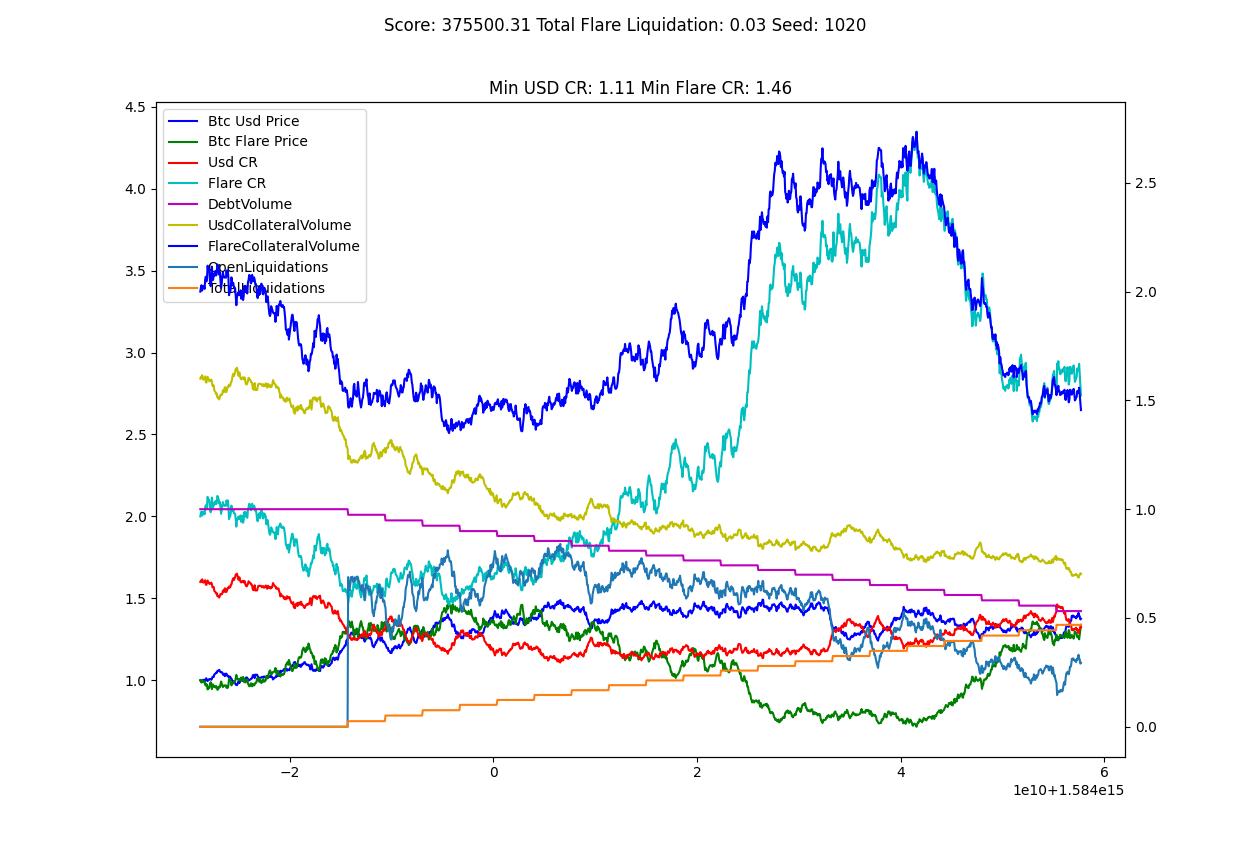 Score: 375500.31 Total Flare Liquidation: 0.03 Seed: 1020
Min USD CR: 1.11 Min Flare CR: 1.46
Btc Usd Price
Btc Flare Price
Usd CR
Flare CR
DebtVolume
UsdCollateralVolume
FlareCollateralVolume
OpenLiquidations
TotalLiquidations
4.5
4.0
3.5
3.0
2.5
2.0
1.5
1.0
2.5
2.0
1.5
1.0
0.5
0.0
−2
0
2
4
6
1e10+1.584e15